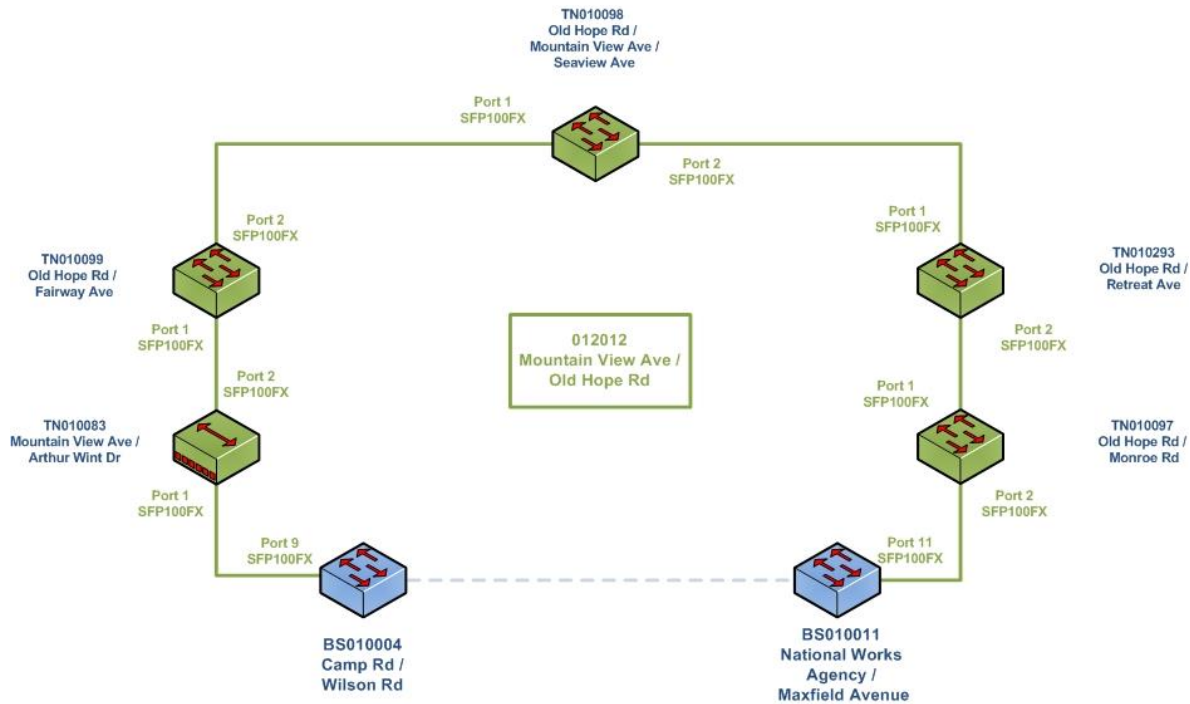 TN010098
Old Hope Rd /
Mountain View Ave /
Seaview Ave
Port 1
SFP100FX
Port 2
SFP100FX
Port 2
SFP100FX
Port 1
SFP100FX
TN010099
Old Hope Rd /
Fairway Ave
TN010293
Old Hope Rd /
Retreat Ave
Port 1
SFP100FX
Port 2
SFP100FX
012012
Mountain View Ave /
Old Hope Rd
Port 2
SFP100FX
Port 1
SFP100FX
TN010083
Mountain View Ave /
Arthur Wint Dr
TN010097
Old Hope Rd /
Monroe Rd
Port 1
SFP100FX
Port 2
SFP100FX
Port 9
SFP100FX
Port 11
SFP100FX
BS010004
Camp Rd /
Wilson Rd
BS010011
National Works
Agency /
Maxfield Avenue